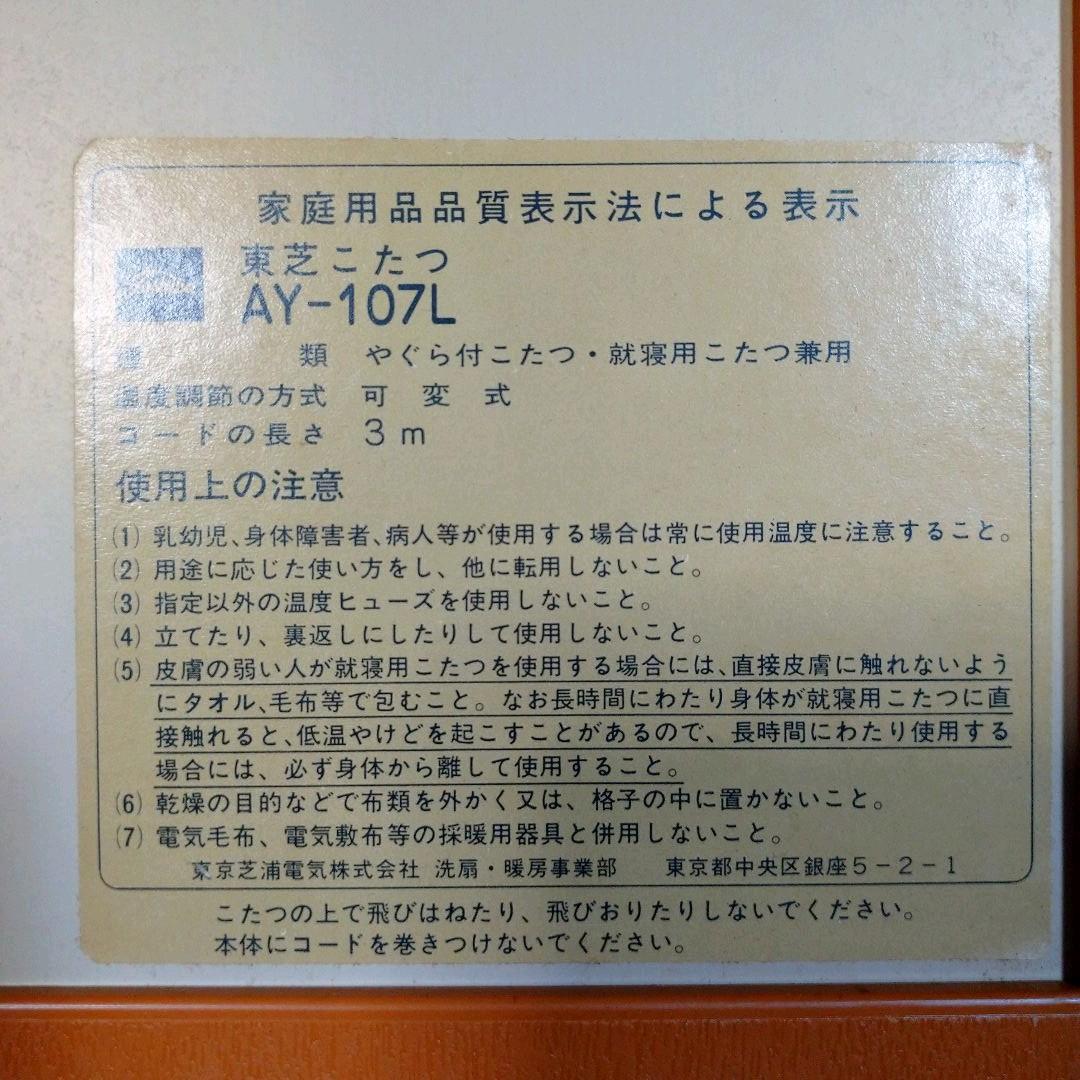 家庭用品品質表示法による表示
東芝こたつ
AY-107L
種類 やぐら付こたつ・就寝用こたつ兼用
温度調節の方式 可変式
コードの長さ 3m
使用上の注意
(1) 乳幼児、身体障害者、病人等が使用する場合は常に使用温度に注意すること。
(2) 用途に応じた使い方をし、他に転用しないこと。
(3) 指定以外の温度ヒューズを使用しないこと。
(4) 立てたり、裏返しにしたりして使用しないこと。
(5) 皮膚の弱い人が就寝用こたつを使用する場合には、直接皮膚に触れないよう
にタオル、毛布等で包むこと。なお長時間にわたり身体が就寝用こたつに直
接触れると、低温やけどを起こすことがあるので、長時間にわたり使用する
場合には、必ず身体から離して使用すること。
(6) 乾燥の目的などで布類を外かく又は、格子の中に置かないこと。
(7) 電気毛布、電気敷布等の採暖用器具と併用しないこと。
東京芝浦電気株式会社 洗扇・暖房事業部 東京都中央区銀座5-2-1
こたつの上で飛びはねたり、飛びおりたりしないでください。
本体にコードを巻きつけないでください。